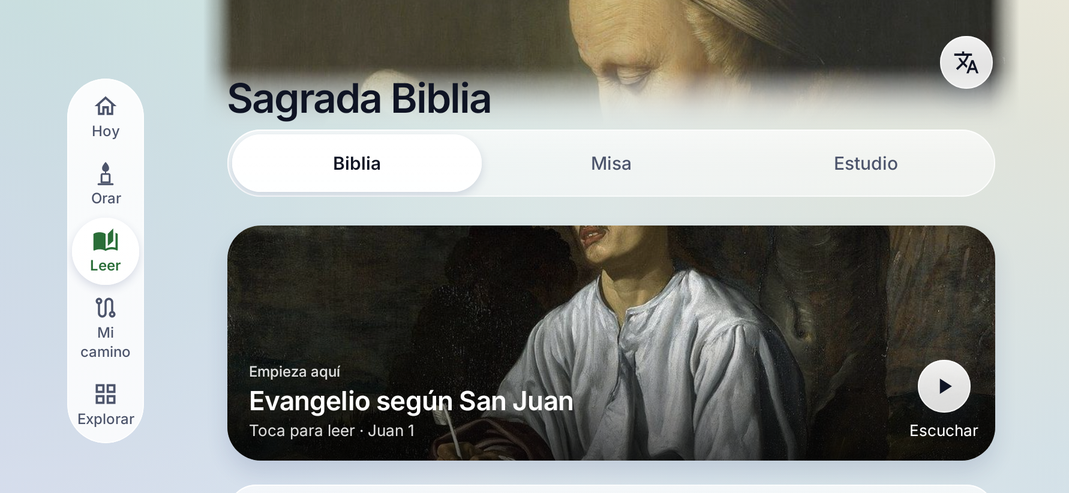 Sagrada Biblia
Hoy
Orar
Leer
Mi
camino
Explorar
Biblia
Misa
Estudio
Empieza aquí
Evangelio según San Juan
Toca para leer · Juan 1
Escuchar